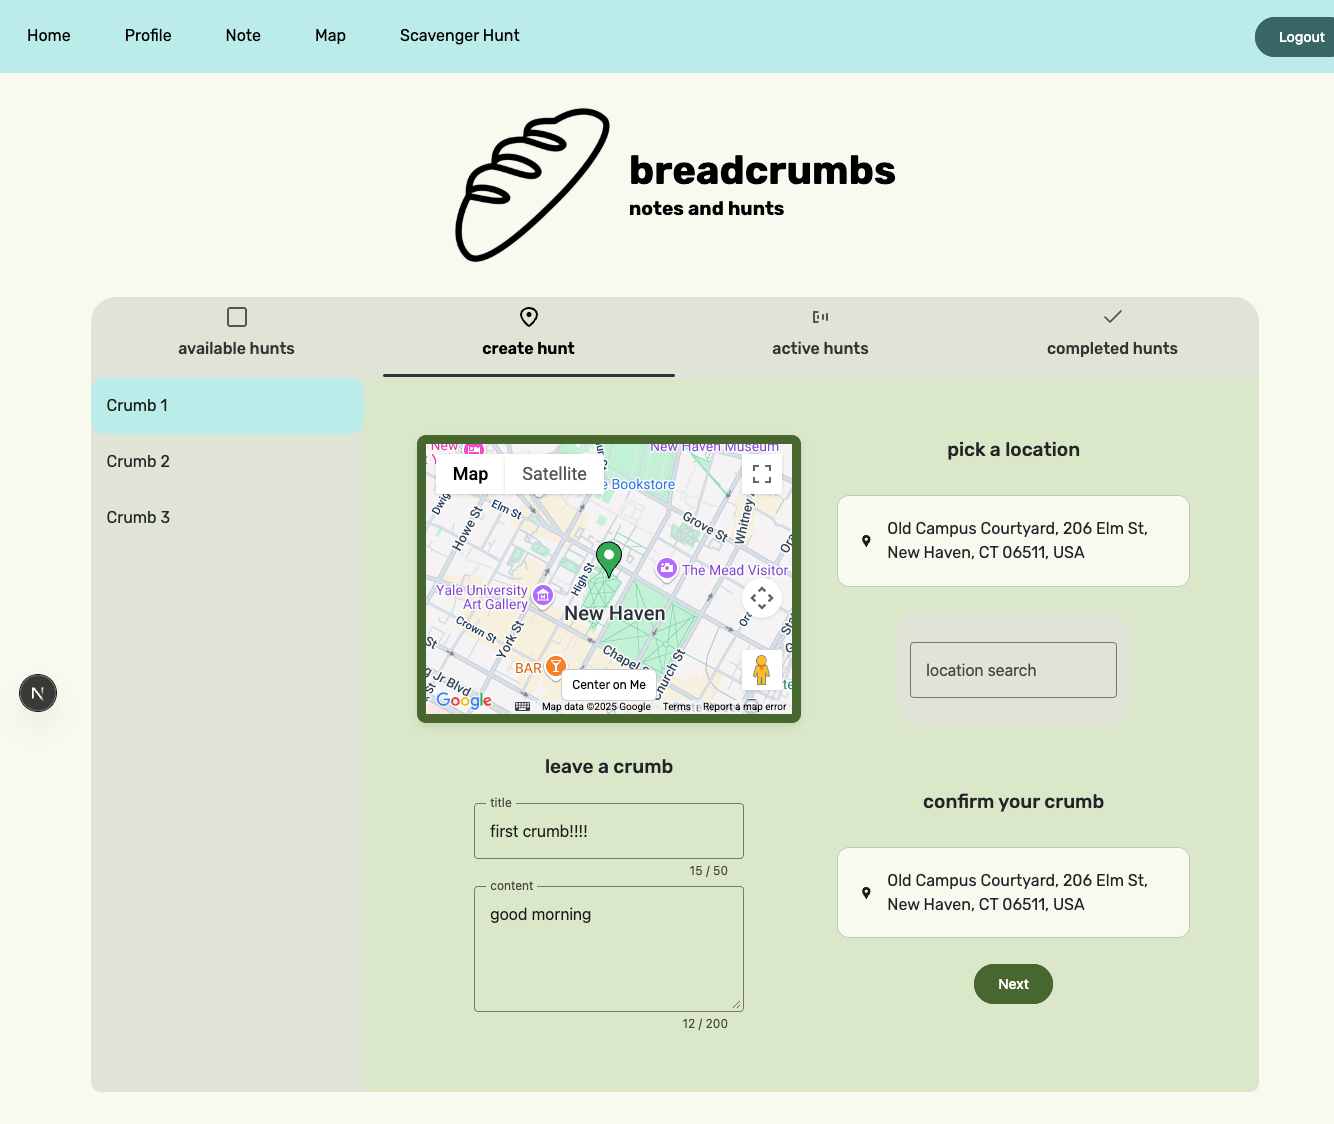 Home Profile Note Map Scavenger Hunt Logout
breadcrumbs
notes and hunts
available hunts create hunt active hunts completed hunts
Crumb 1
Crumb 2
Crumb 3
New
New Haven Museum
Map Satellite
e Bookstore
Elm St
Howe St
Grove St
Whitney
High St
The Mead Visitor
Yale University
Art Gallery
New Haven
Crown St
York St
Chapel
Church St
BAR
Jr Blvd
Center on Me
Google
Map data ©2025 Google Terms Report a map error
leave a crumb
title
first crumb!!!!
15 / 50
content
good morning
12 / 200
pick a location
Old Campus Courtyard, 206 Elm St,
New Haven, CT 06511, USA
location search
confirm your crumb
Old Campus Courtyard, 206 Elm St,
New Haven, CT 06511, USA
Next
N